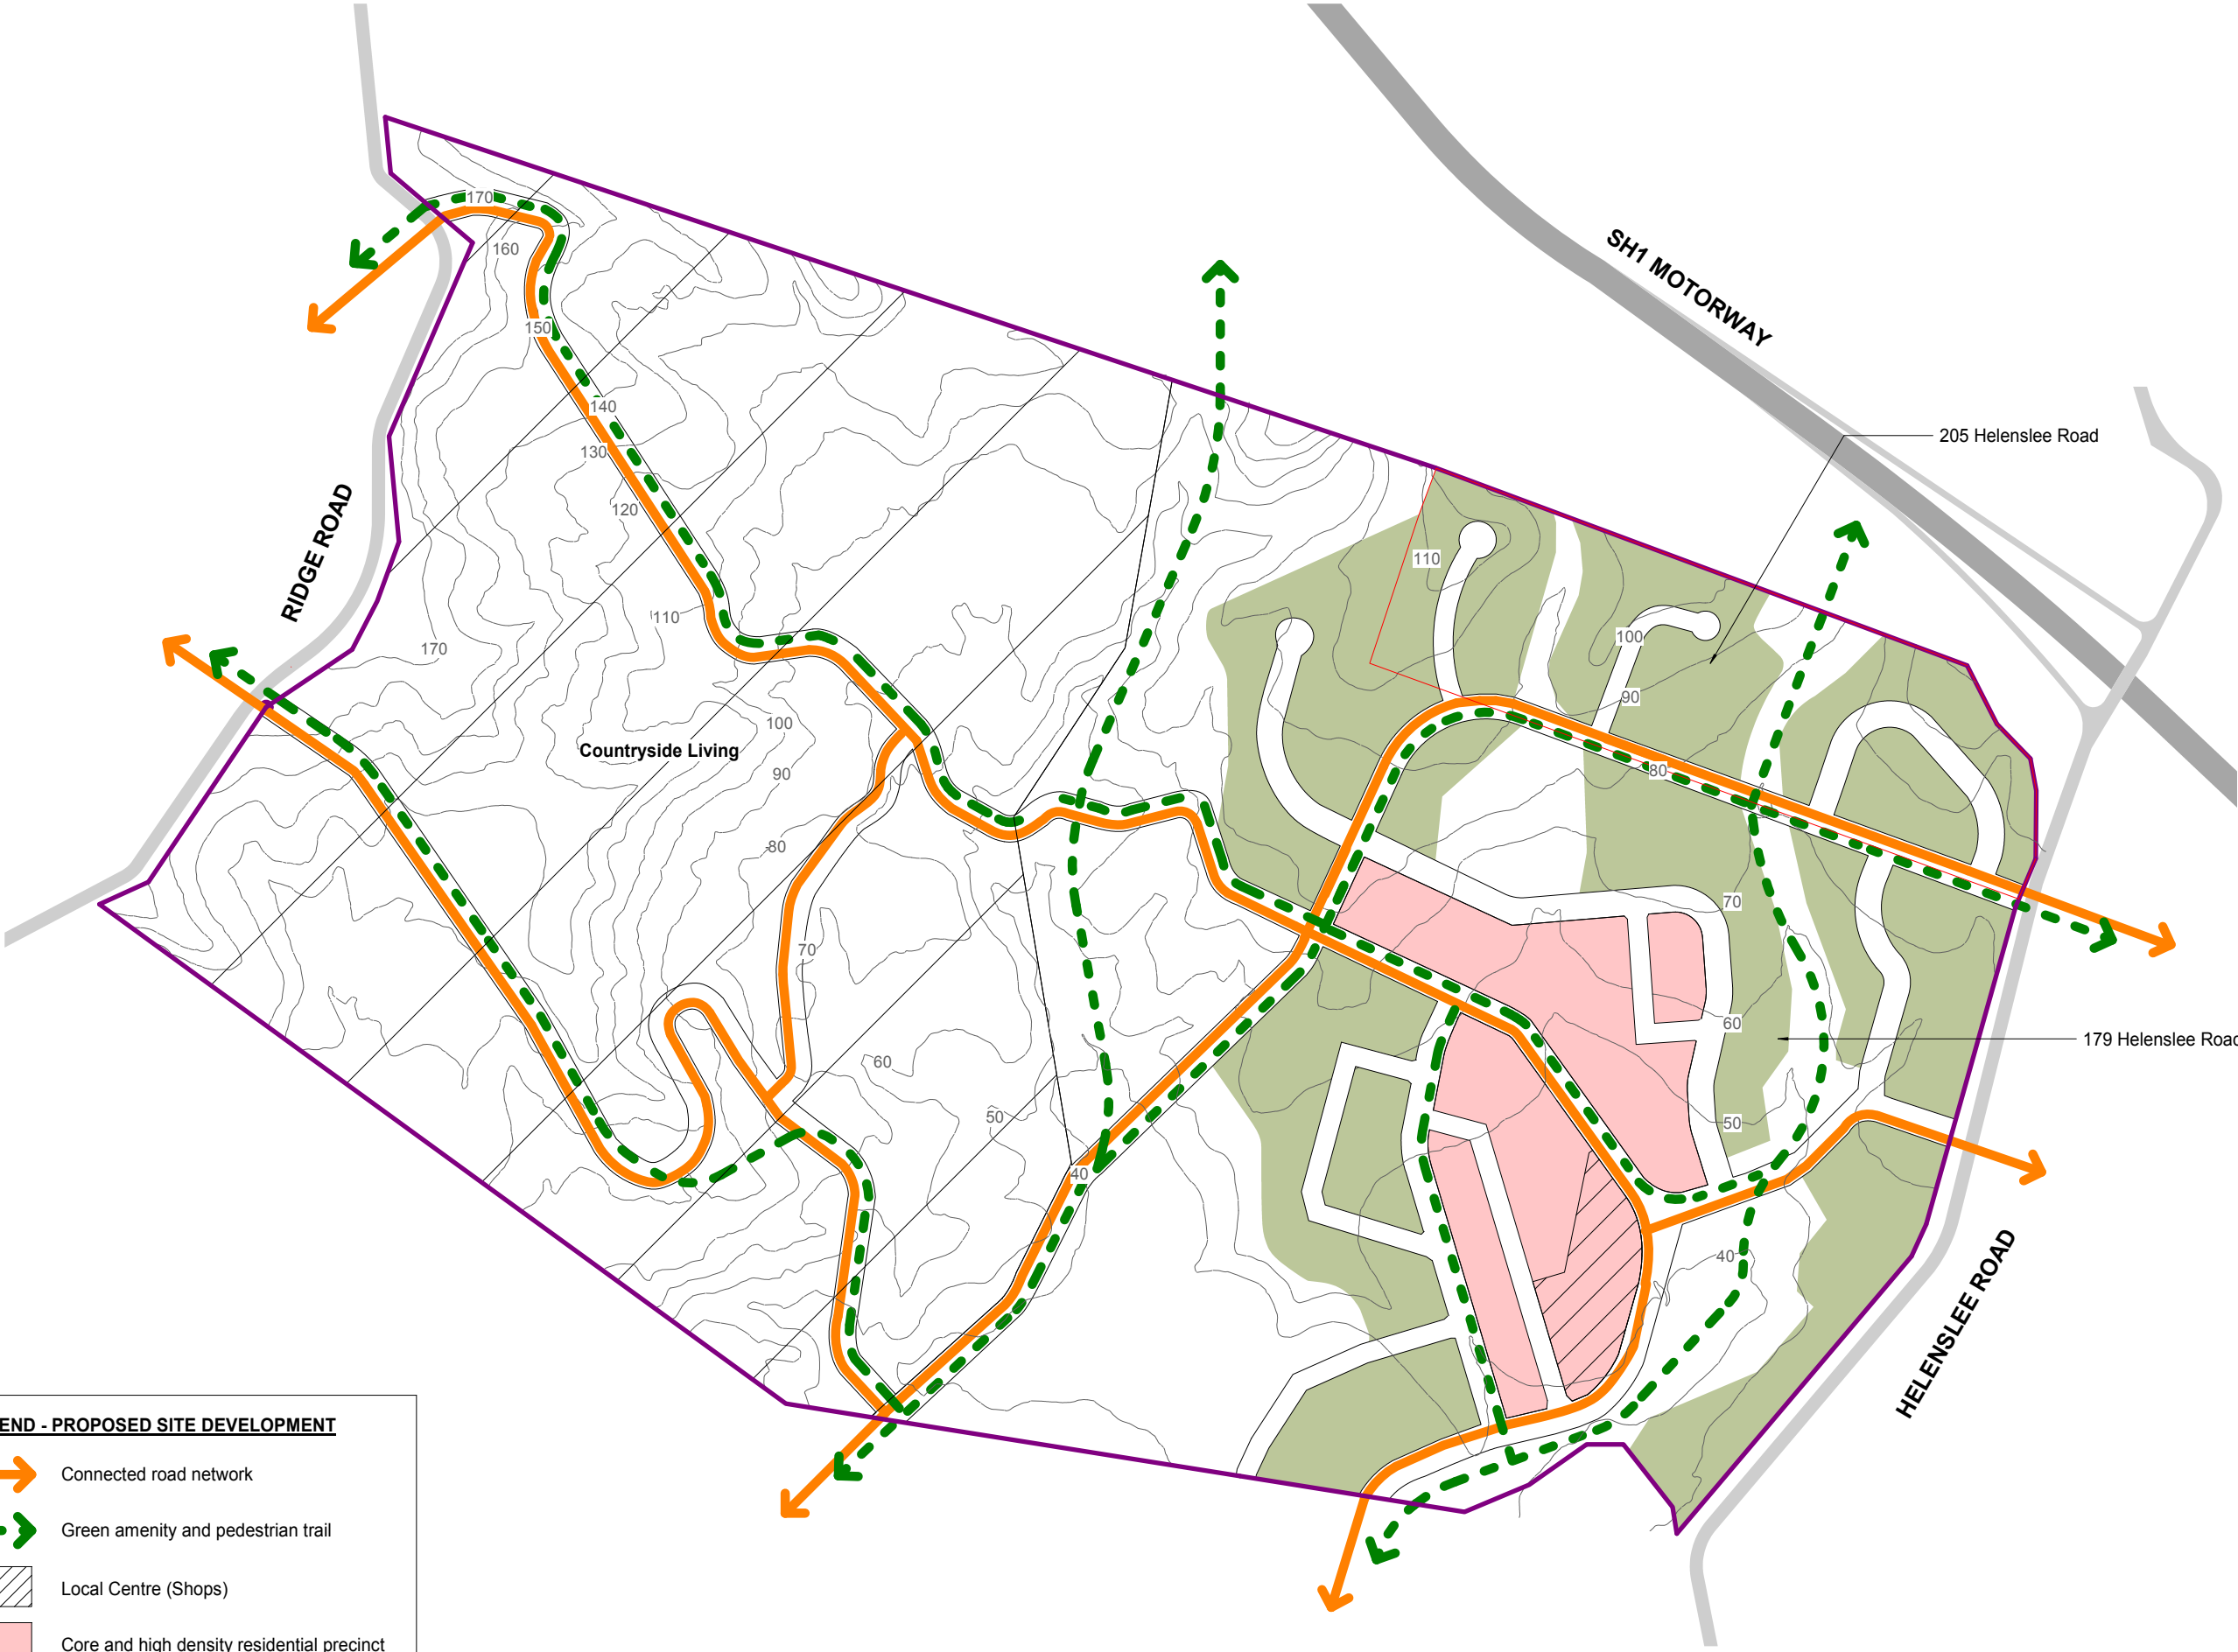 170
160
SH1 MOTORWAY
150
140
205 Helenslee Road
130
120
RIDGE ROAD
110
110
100
170
90
100
Countryside Living
80
90
80
70
70
60
179 Helenslee Road
60
50
50
40
40
HELENSLEE ROAD
END - PROPOSED SITE DEVELOPMENT
Connected road network
Green amenity and pedestrian trail
Local Centre (Shops)
Core and high density residential precinct